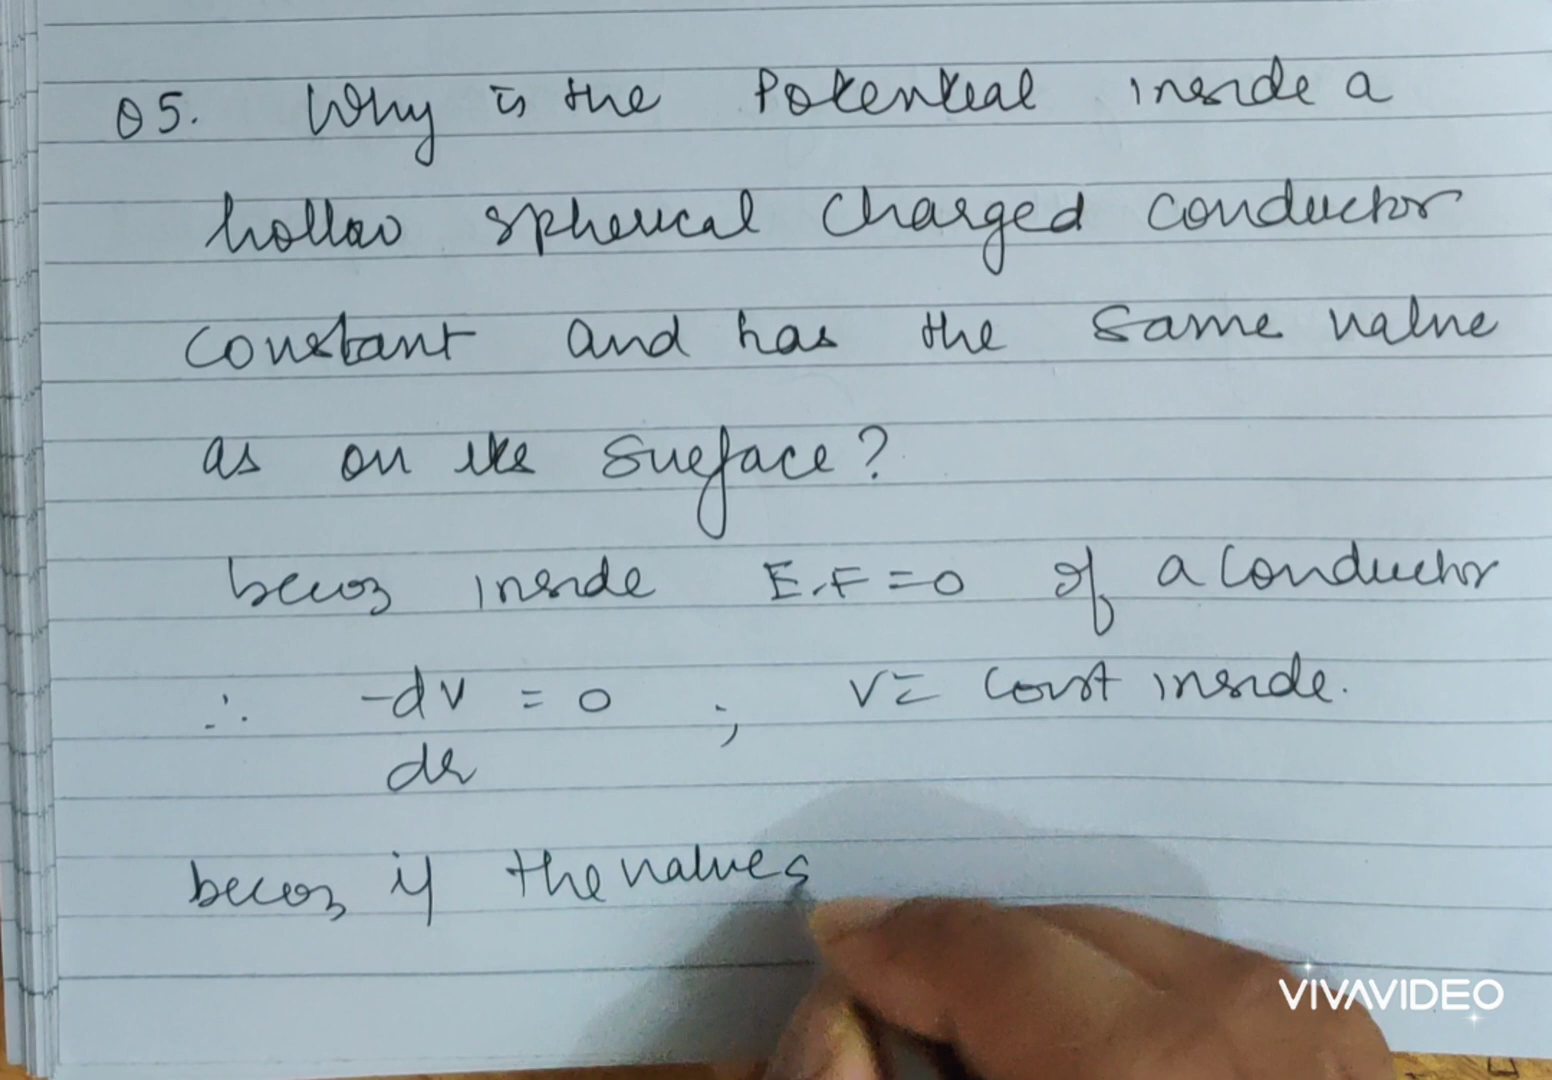 Q5. Why is the Potential inside a
hollow spherical charged conductor
constant and has the same value
as on its surface?
becoz inside E.F = 0 of a conductor
∴ -dv/dr = 0 ; V = const inside.
becoz if the values
VIVAVIDEO